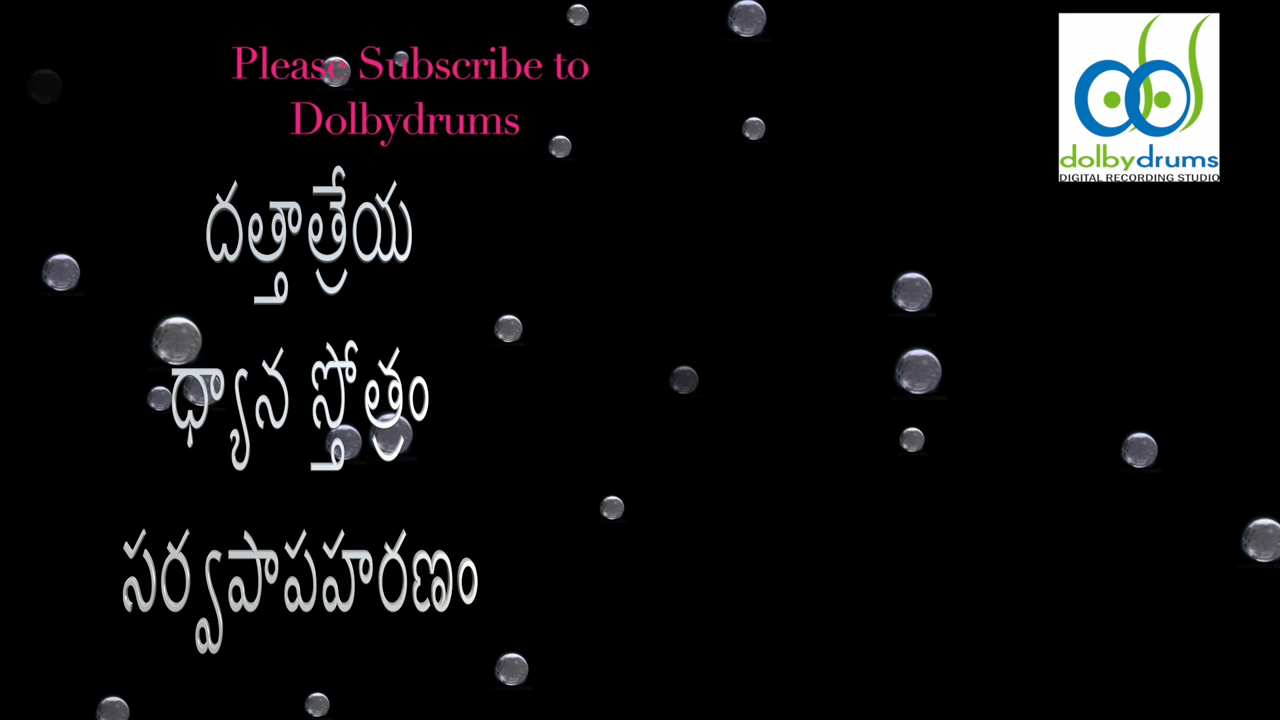 Please Subscribe to
Dolbydrums
dolbydrums
DIGITAL RECORDING STUDIO
దత్తాత్రేయ
ధ్యాన స్తోత్రం
సర్వపాపహరణం